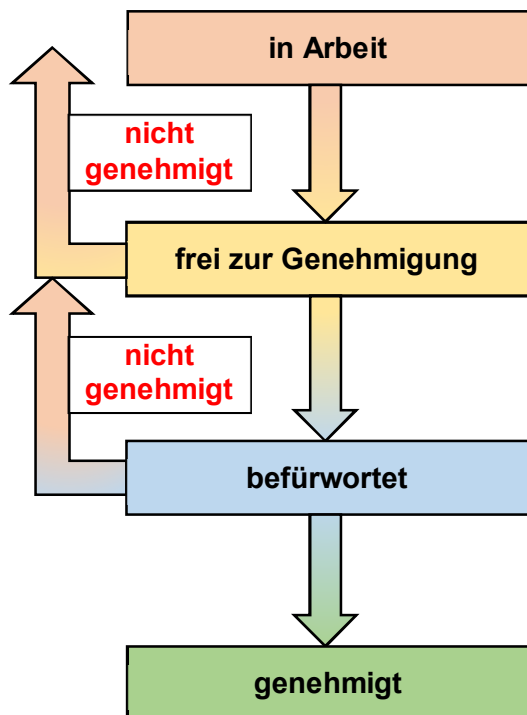 in Arbeit
nicht
genehmigt
frei zur Genehmigung
nicht
genehmigt
befürwortet
genehmigt